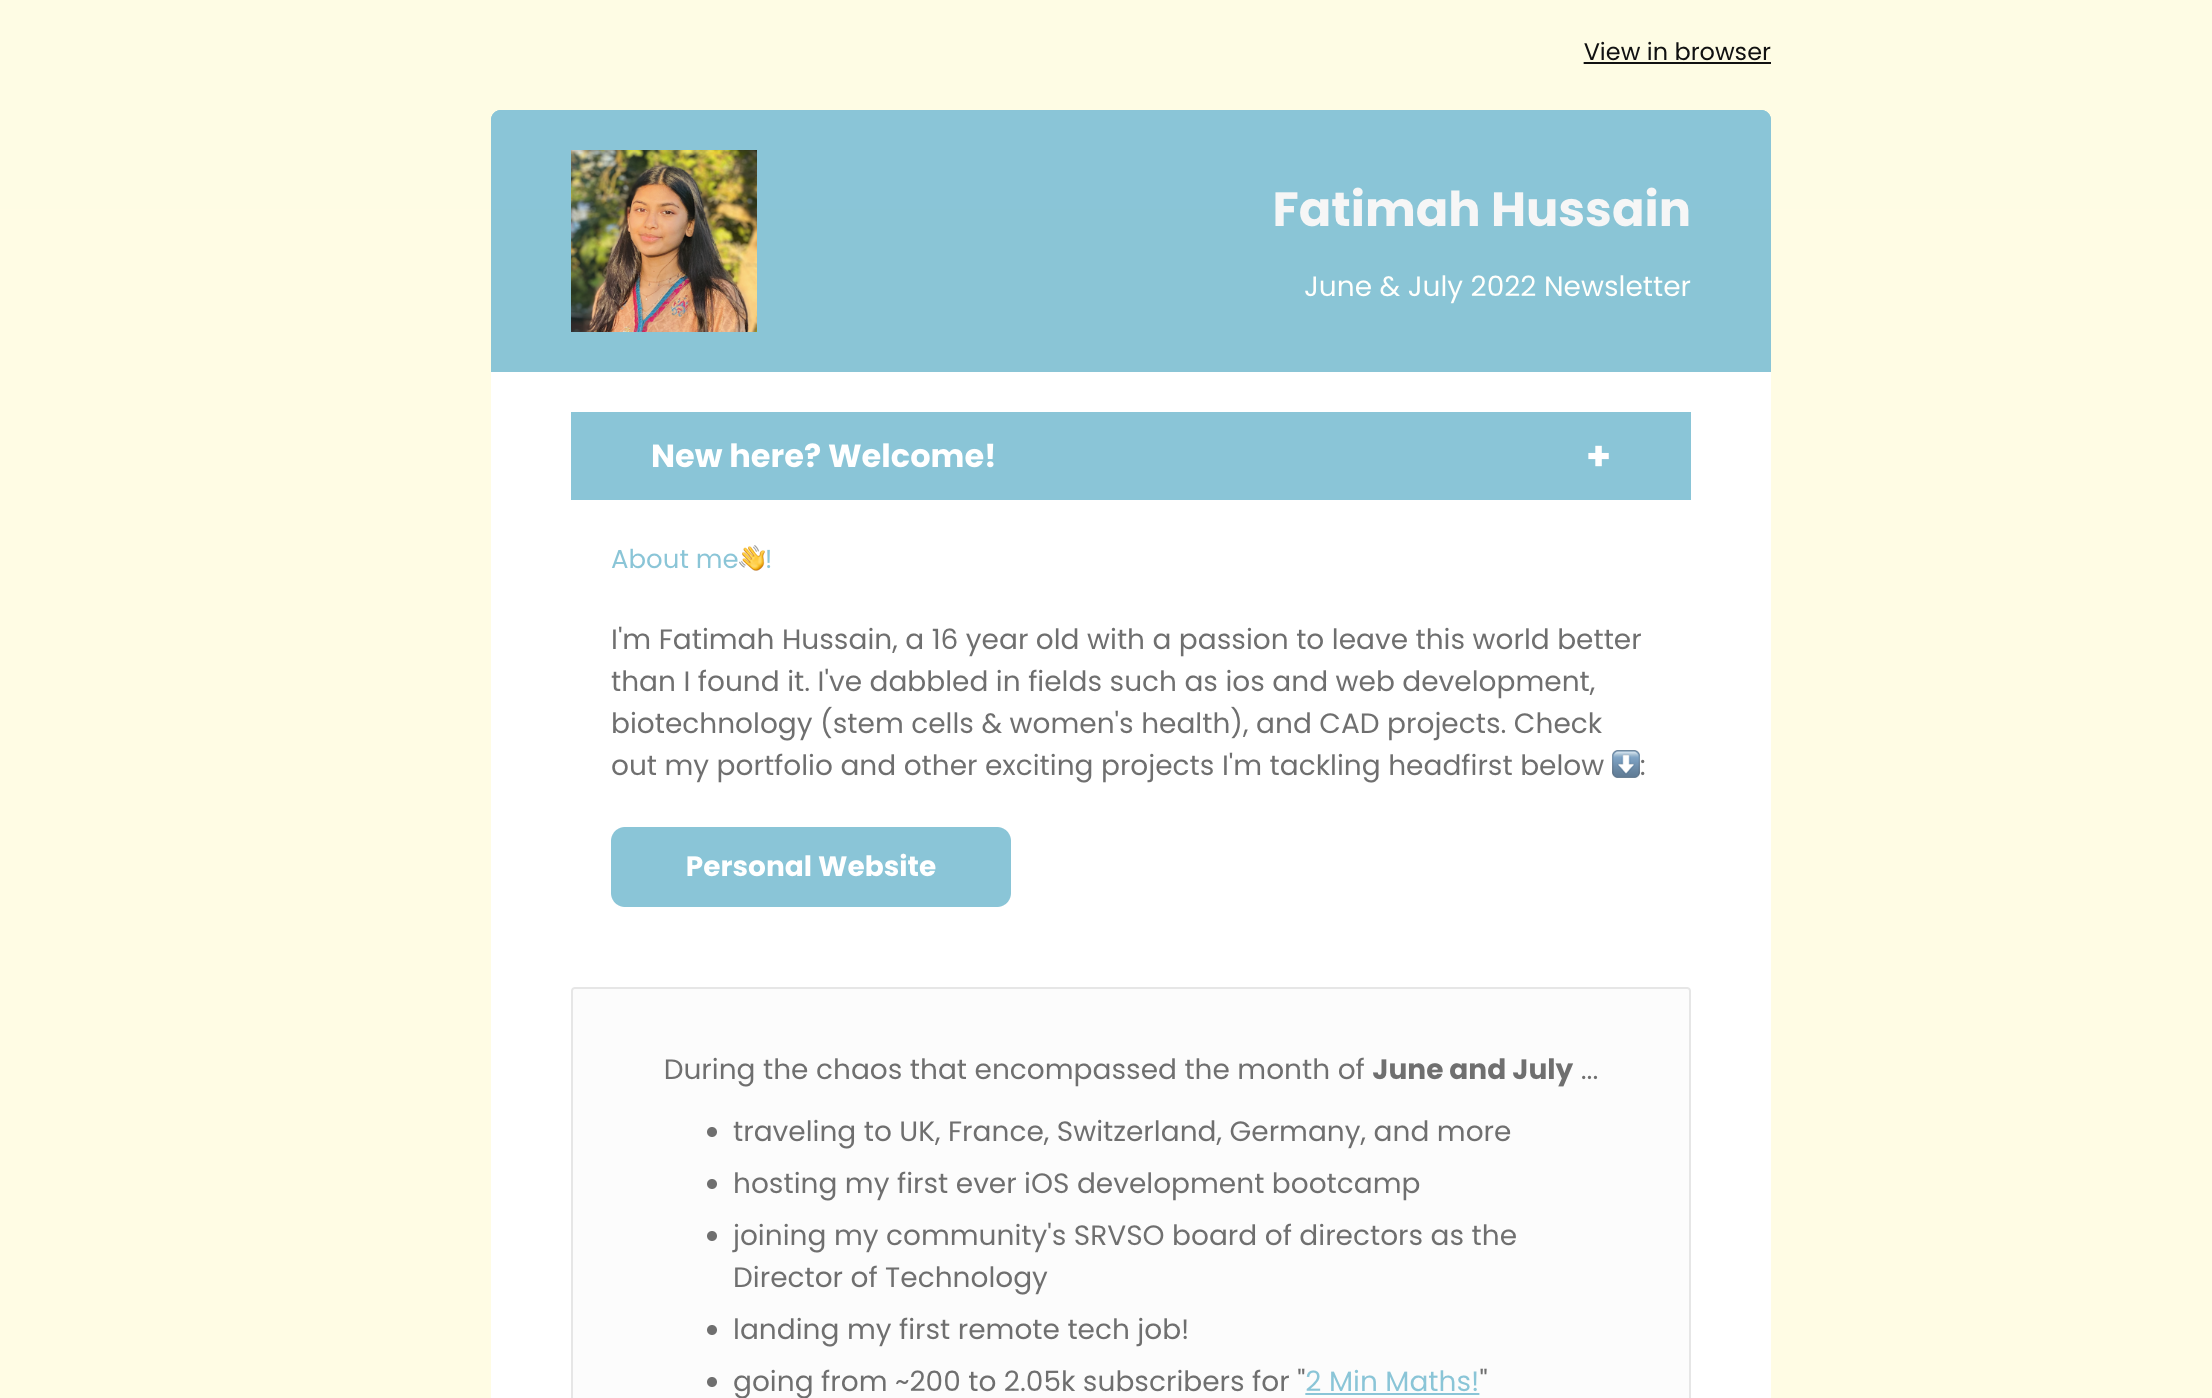 View in browser
Fatimah Hussain
June & July 2022 Newsletter
New here? Welcome!
+
About me👋!
I'm Fatimah Hussain, a 16 year old with a passion to leave this world better
than I found it. I've dabbled in fields such as ios and web development,
biotechnology (stem cells & women's health), and CAD projects. Check
out my portfolio and other exciting projects I'm tackling headfirst below ⬇️:
Personal Website
During the chaos that encompassed the month of June and July ...
• traveling to UK, France, Switzerland, Germany, and more
• hosting my first ever iOS development bootcamp
• joining my community's SRVSO board of directors as the
Director of Technology
• landing my first remote tech job!
• going from ~200 to 2.05k subscribers for "2 Min Maths!"